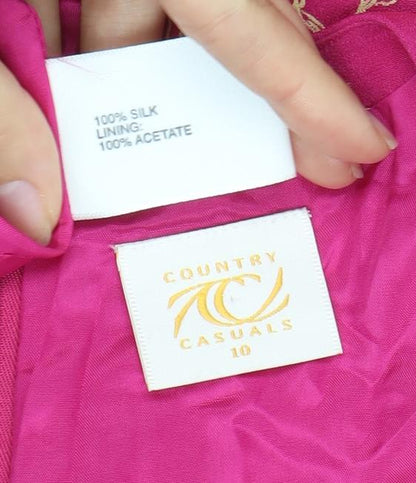 100% SILK
LINING:
100% ACETATE
COUNTRY
CASUALS
10